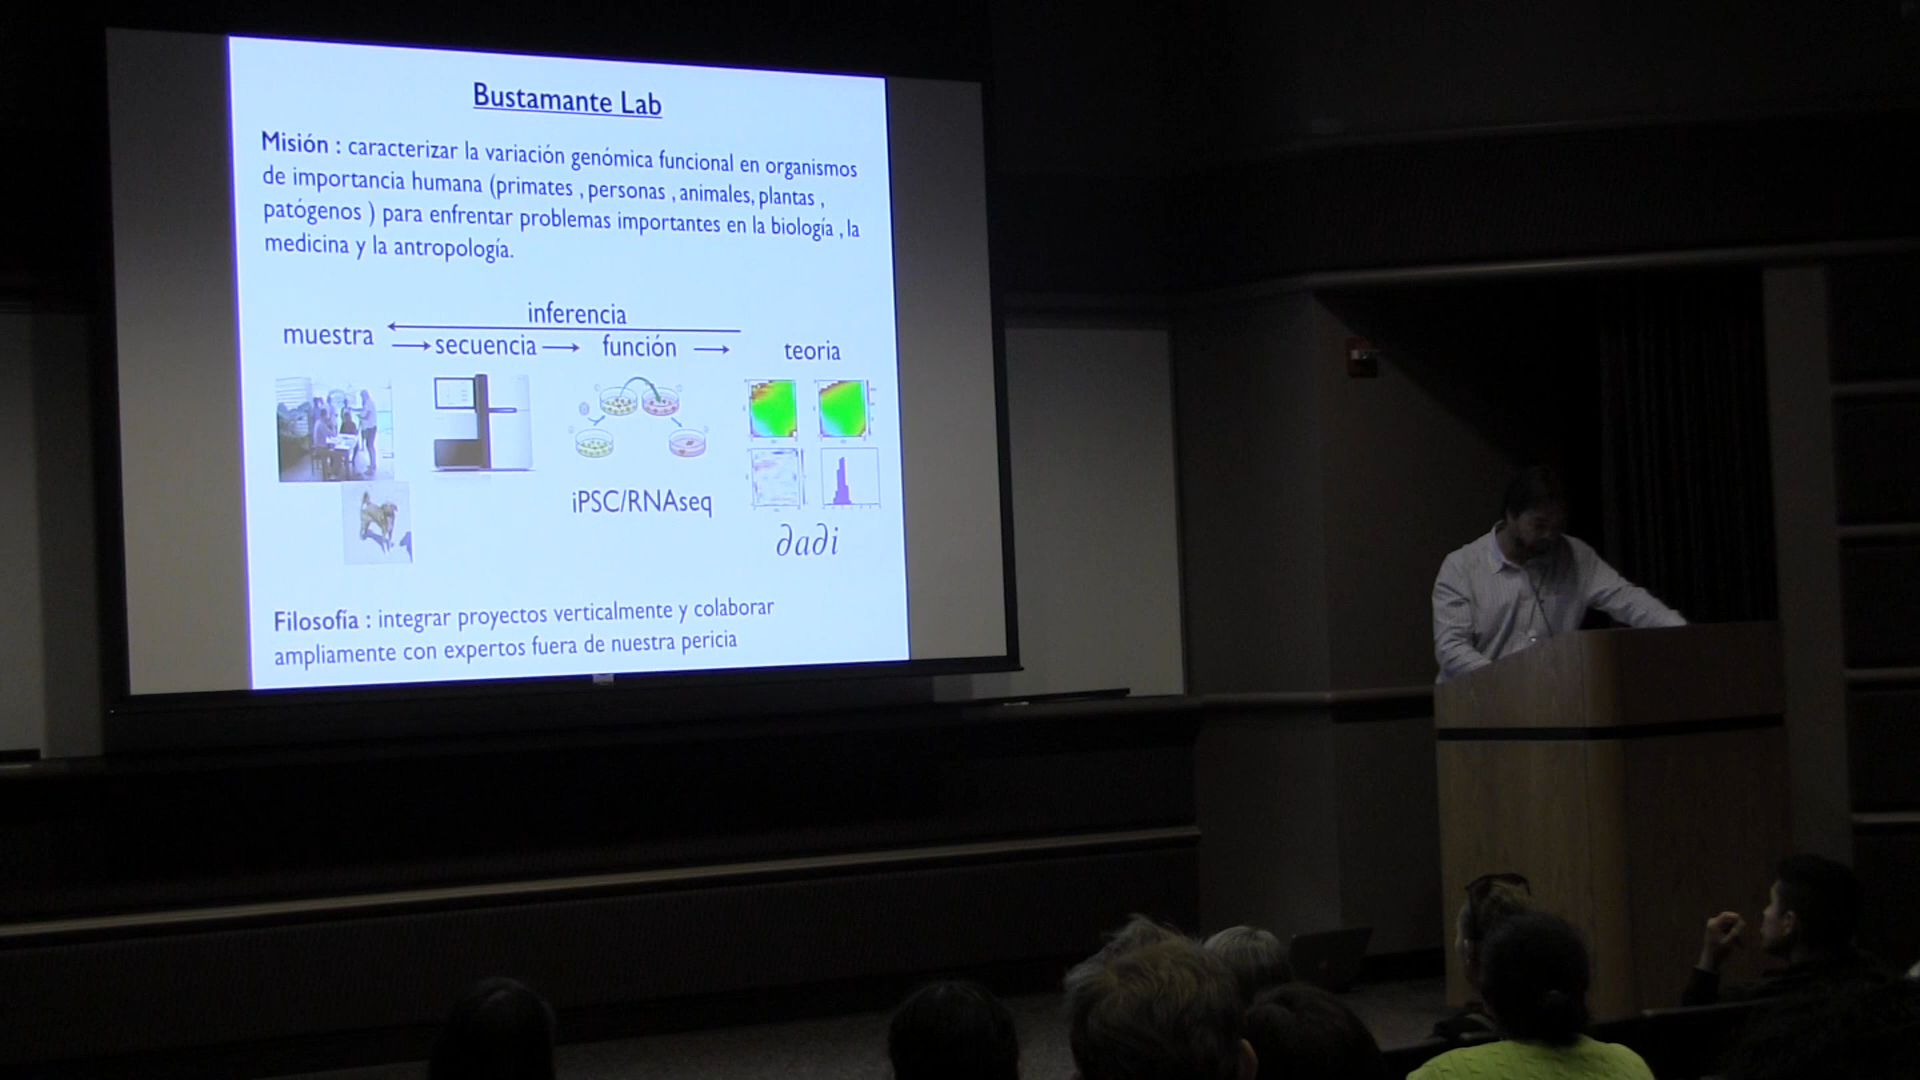 Bustamante Lab
Misión : caracterizar la variación genómica funcional en organismos
de importancia humana (primates , personas , animales, plantas ,
patógenos ) para enfrentar problemas importantes en la biología , la
medicina y la antropología.
inferencia
muestra
secuencia
función
teoria
iPSC/RNAseq
∂a∂i
Filosofía : integrar proyectos verticalmente y colaborar
ampliamente con expertos fuera de nuestra pericia